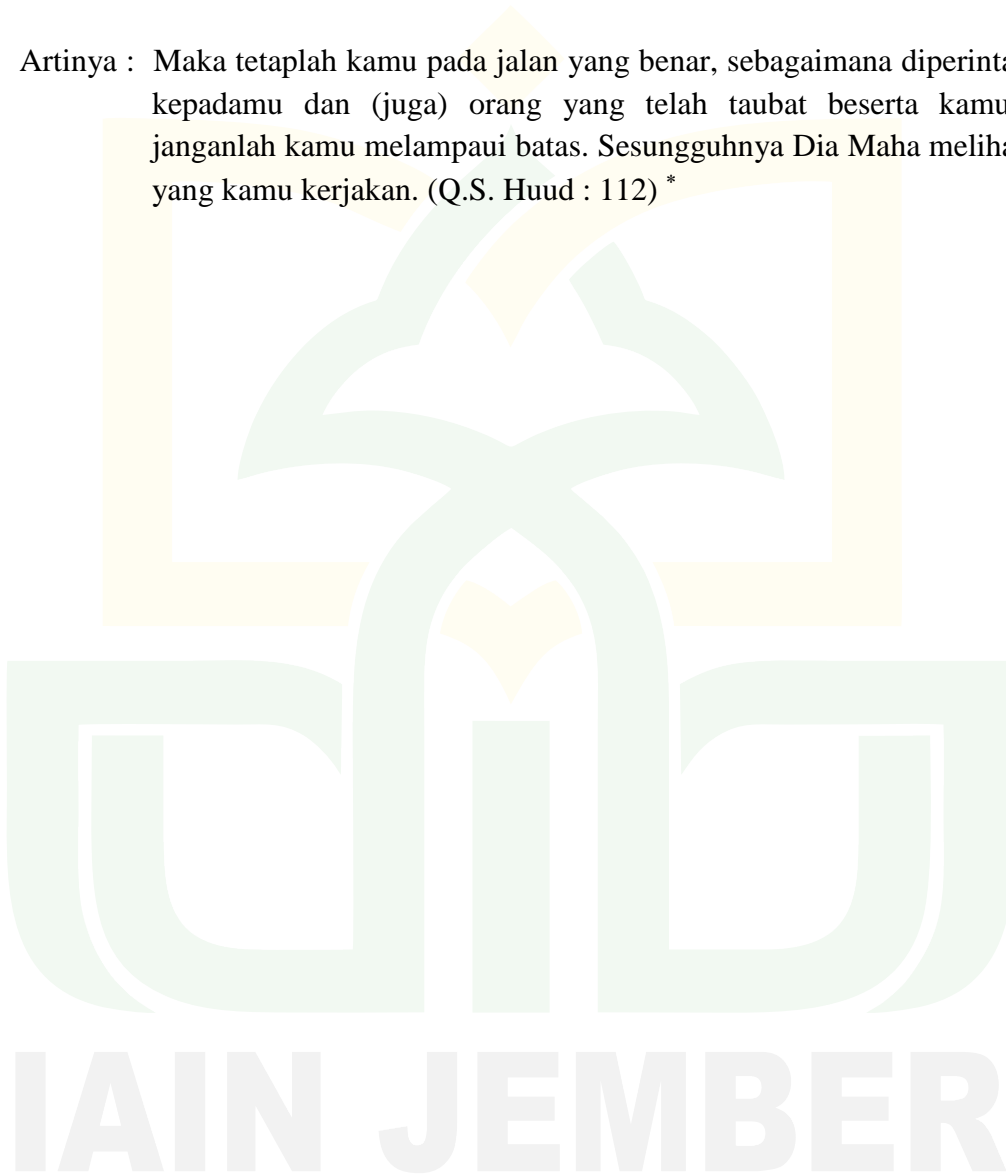 Artinya : Maka tetaplah kamu pada jalan yang benar, sebagaimana diperinta
kepadamu dan (juga) orang yang telah taubat beserta kamu
janganlah kamu melampaui batas. Sesungguhnya Dia Maha meliha
yang kamu kerjakan. (Q.S. Huud : 112) *
IAIN JEMBER